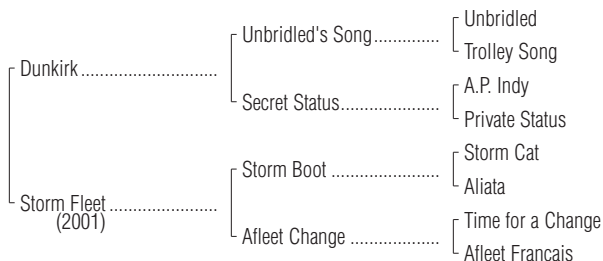 Unbridled
Unbridled's Song..............
Trolley Song
Dunkirk............................
A.P. Indy
Secret Status....................
Private Status
Storm Cat
Storm Boot ......................
Aliata
Storm Fleet ......................
(2001)
Time for a Change
Afleet Change ...................
Afleet Francais